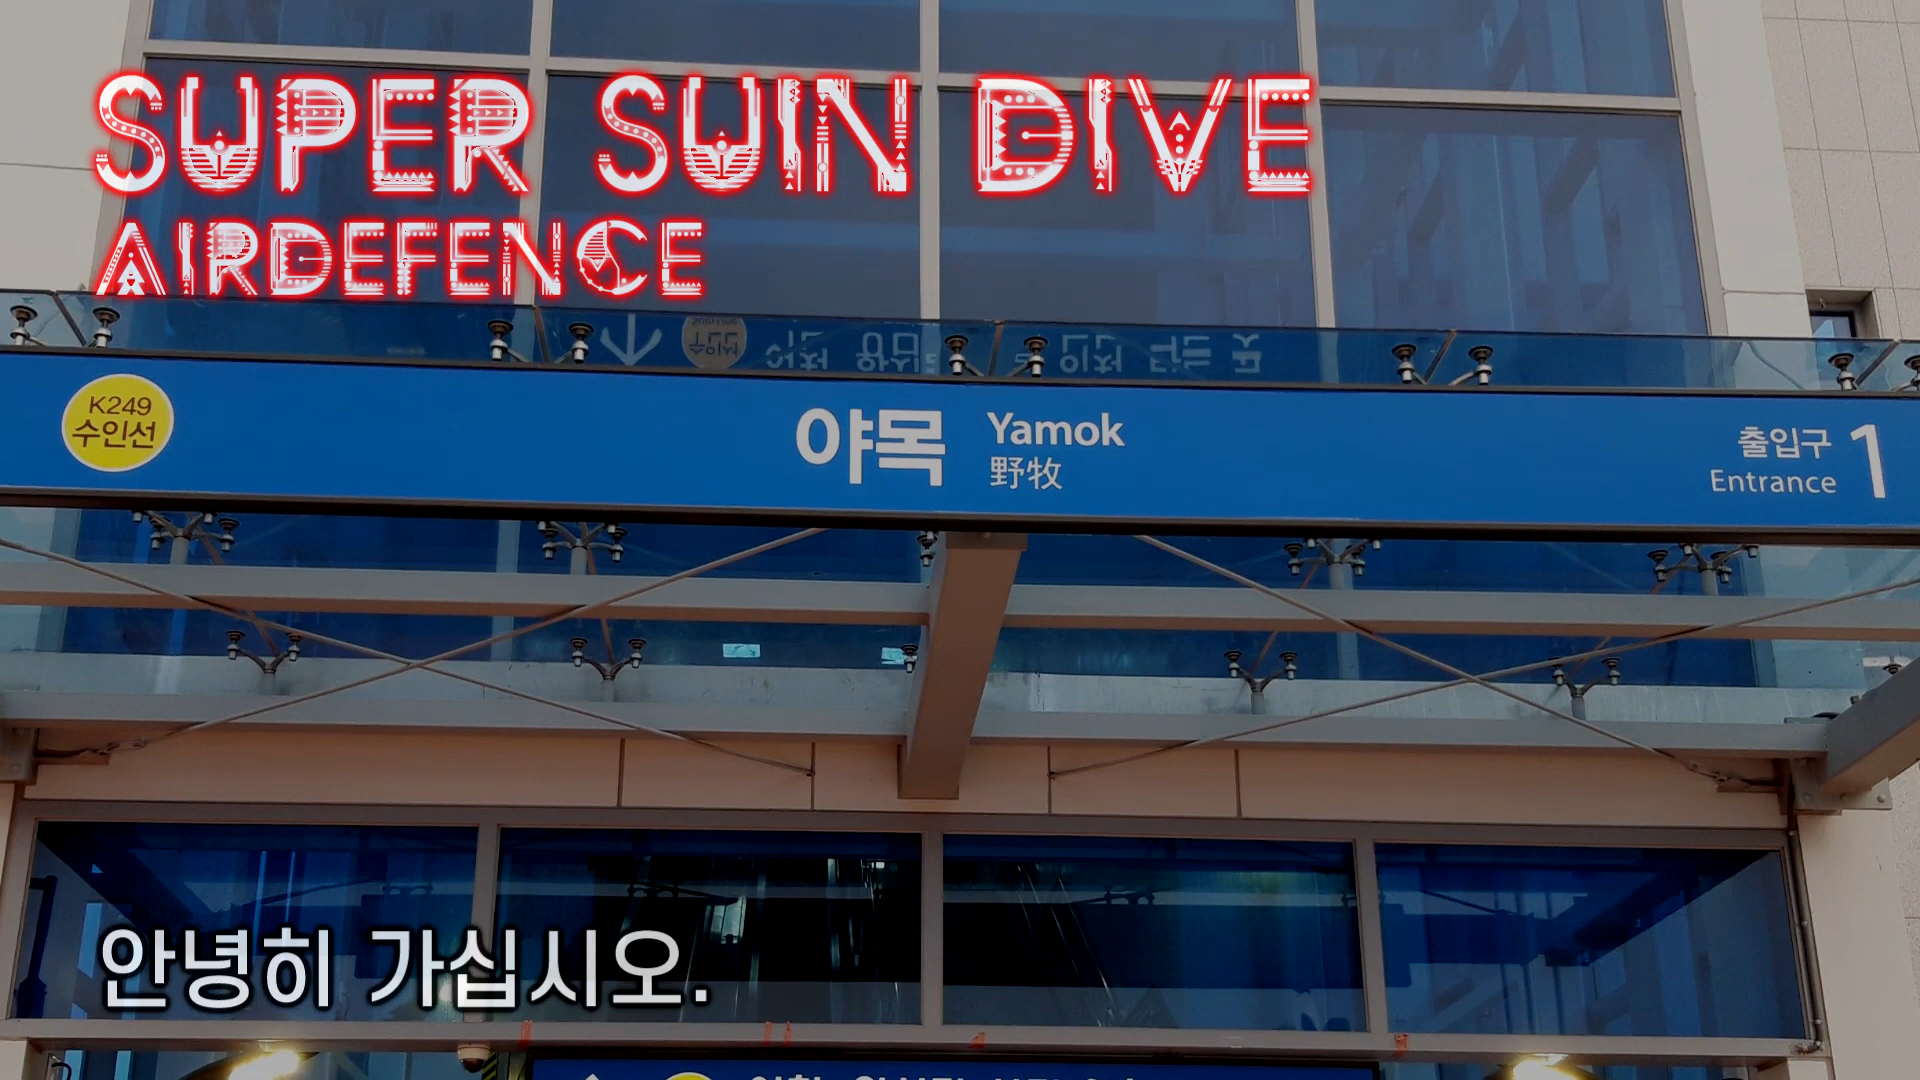 SUPER SUIN DIVE
AIRDEFENCE
K249
수인선
야목
Yamok
野牧
출입구
Entrance
1
안녕히 가십시오.